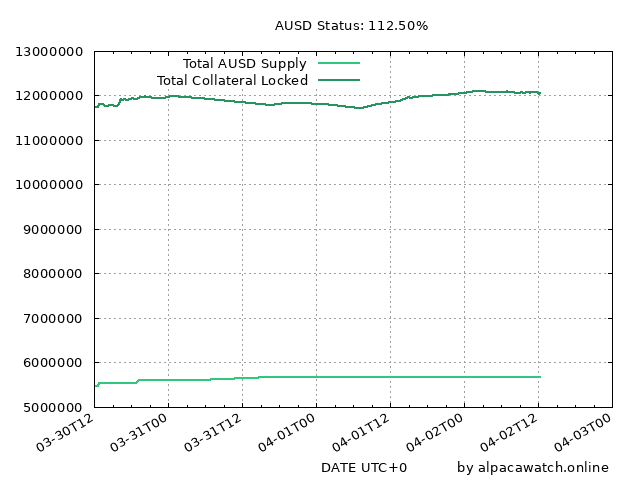 AUSD Status: 112.50%
Total AUSD Supply
Total Collateral Locked
13000000
12000000
11000000
10000000
9000000
8000000
7000000
6000000
5000000
03-30T12
03-31T00
03-31T12
04-01T00
04-01T12
04-02T00
04-02T12
04-03T00
DATE UTC+0
by alpacawatch.online